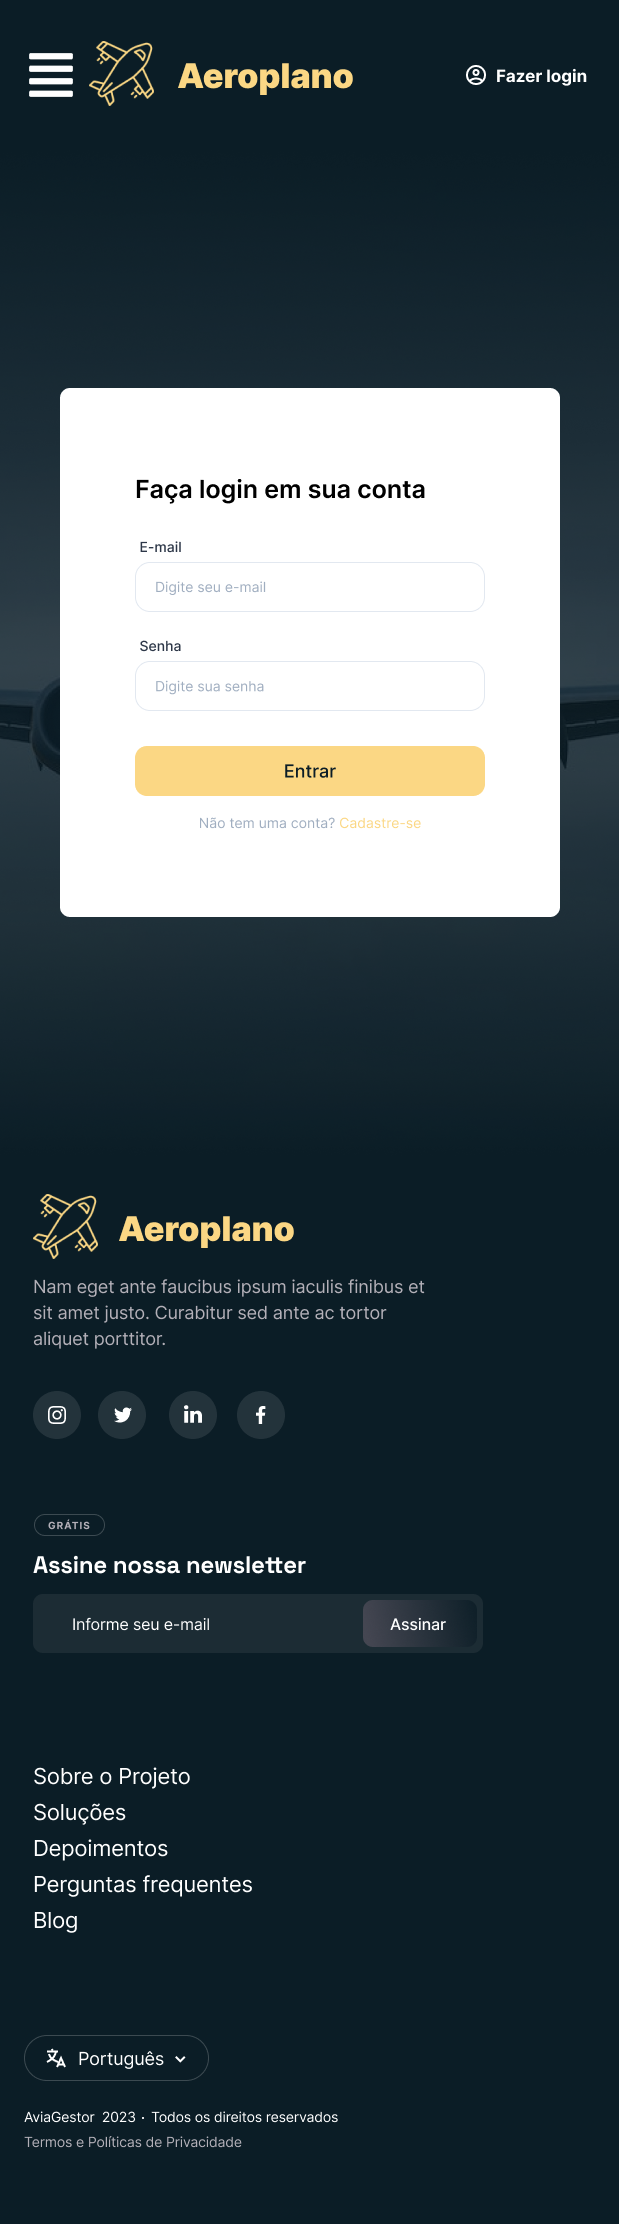 Aeroplano
Fazer login
Faça login em sua conta
E-mail
Digite seu e-mail
Senha
Digite sua senha
Entrar
Não tem uma conta? Cadastre-se
Aeroplano
Nam eget ante faucibus ipsum iaculis finibus et
sit amet justo. Curabitur sed ante ac tortor
aliquet porttitor.
GRÁTIS
Assine nossa newsletter
Informe seu e-mail
Assinar
Sobre o Projeto
Soluções
Depoimentos
Perguntas frequentes
Blog
Português
AviaGestor 2023 · Todos os direitos reservados
Termos e Políticas de Privacidade